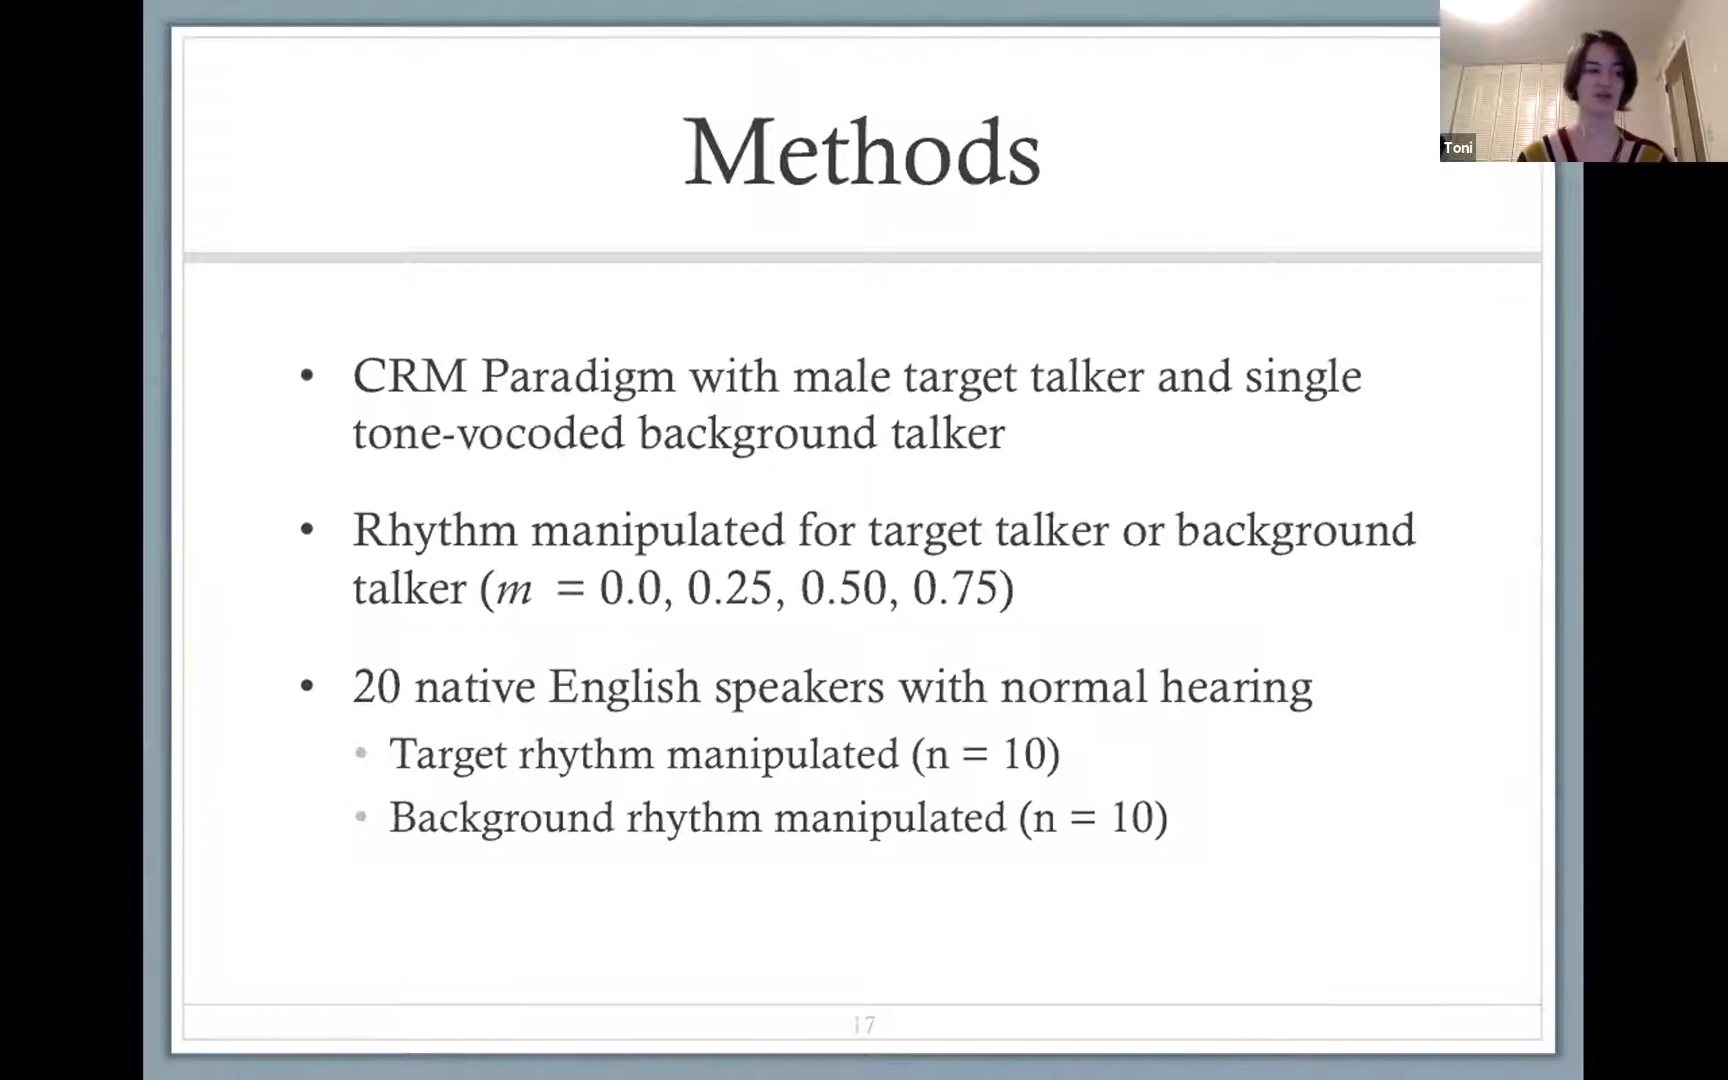 Methods
Toni
• CRM Paradigm with male target talker and single
tone-vocoded background talker
• Rhythm manipulated for target talker or background
talker (m = 0.0, 0.25, 0.50, 0.75)
• 20 native English speakers with normal hearing
• Target rhythm manipulated (n = 10)
• Background rhythm manipulated (n = 10)
17